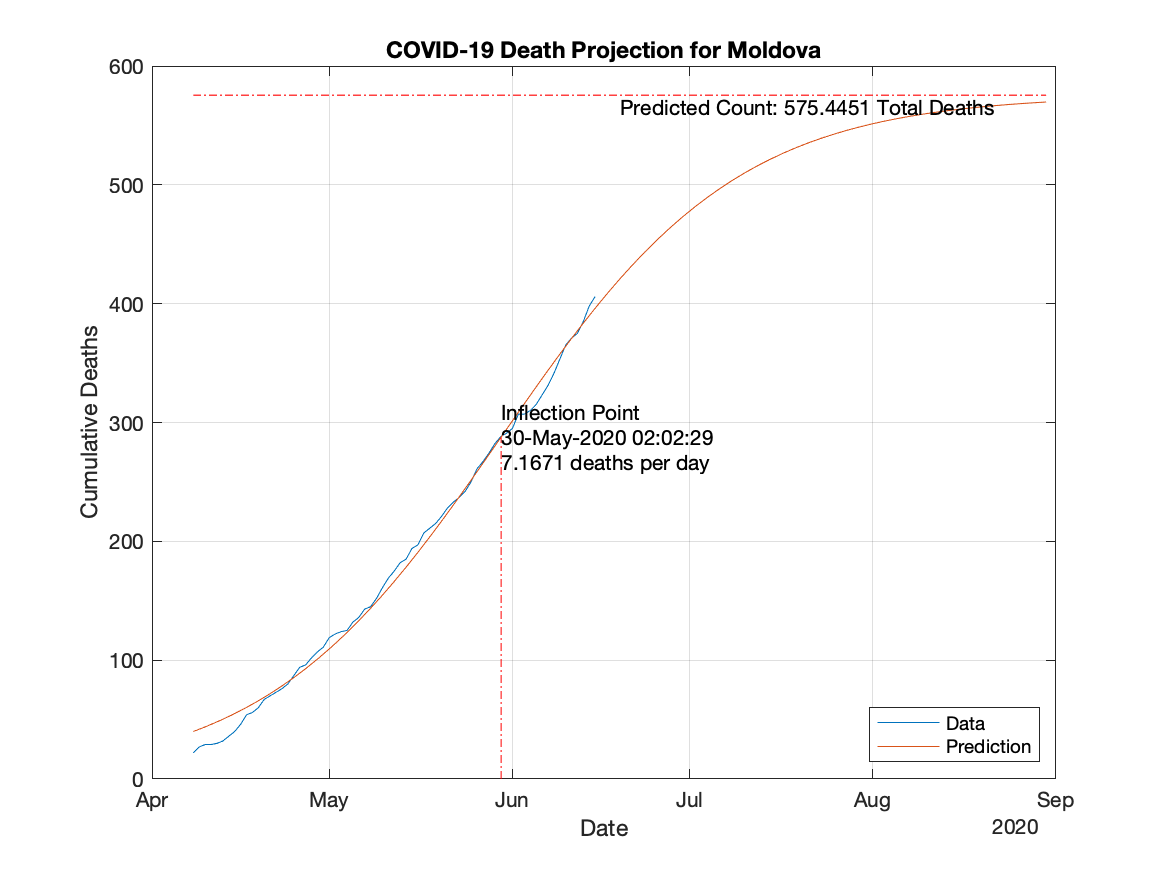 COVID-19 Death Projection for Moldova
600
500
400
300
200
100
0
Cumulative Deaths
Predicted Count: 575.4451 Total Deaths
Inflection Point
30-May-2020 02:02:29
7.1671 deaths per day
Data
Prediction
Apr May Jun Jul Aug Sep
Date
2020